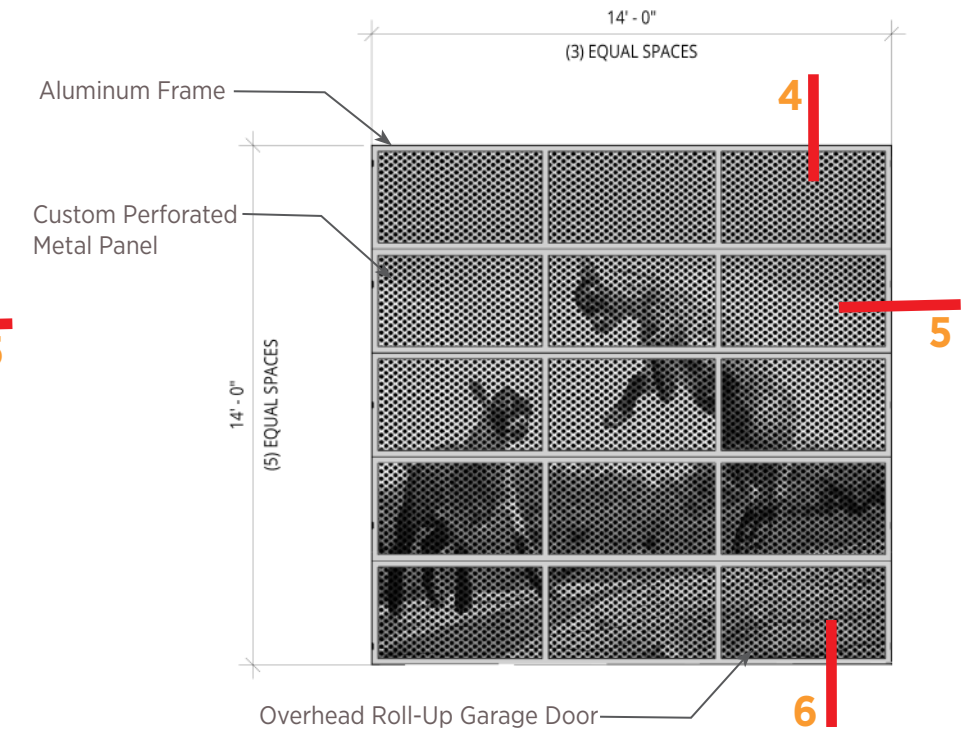 14' - 0"
(3) EQUAL SPACES
Aluminum Frame
4
Custom Perforated
Metal Panel
5
14' - 0"
(5) EQUAL SPACES
Overhead Roll-Up Garage Door
6